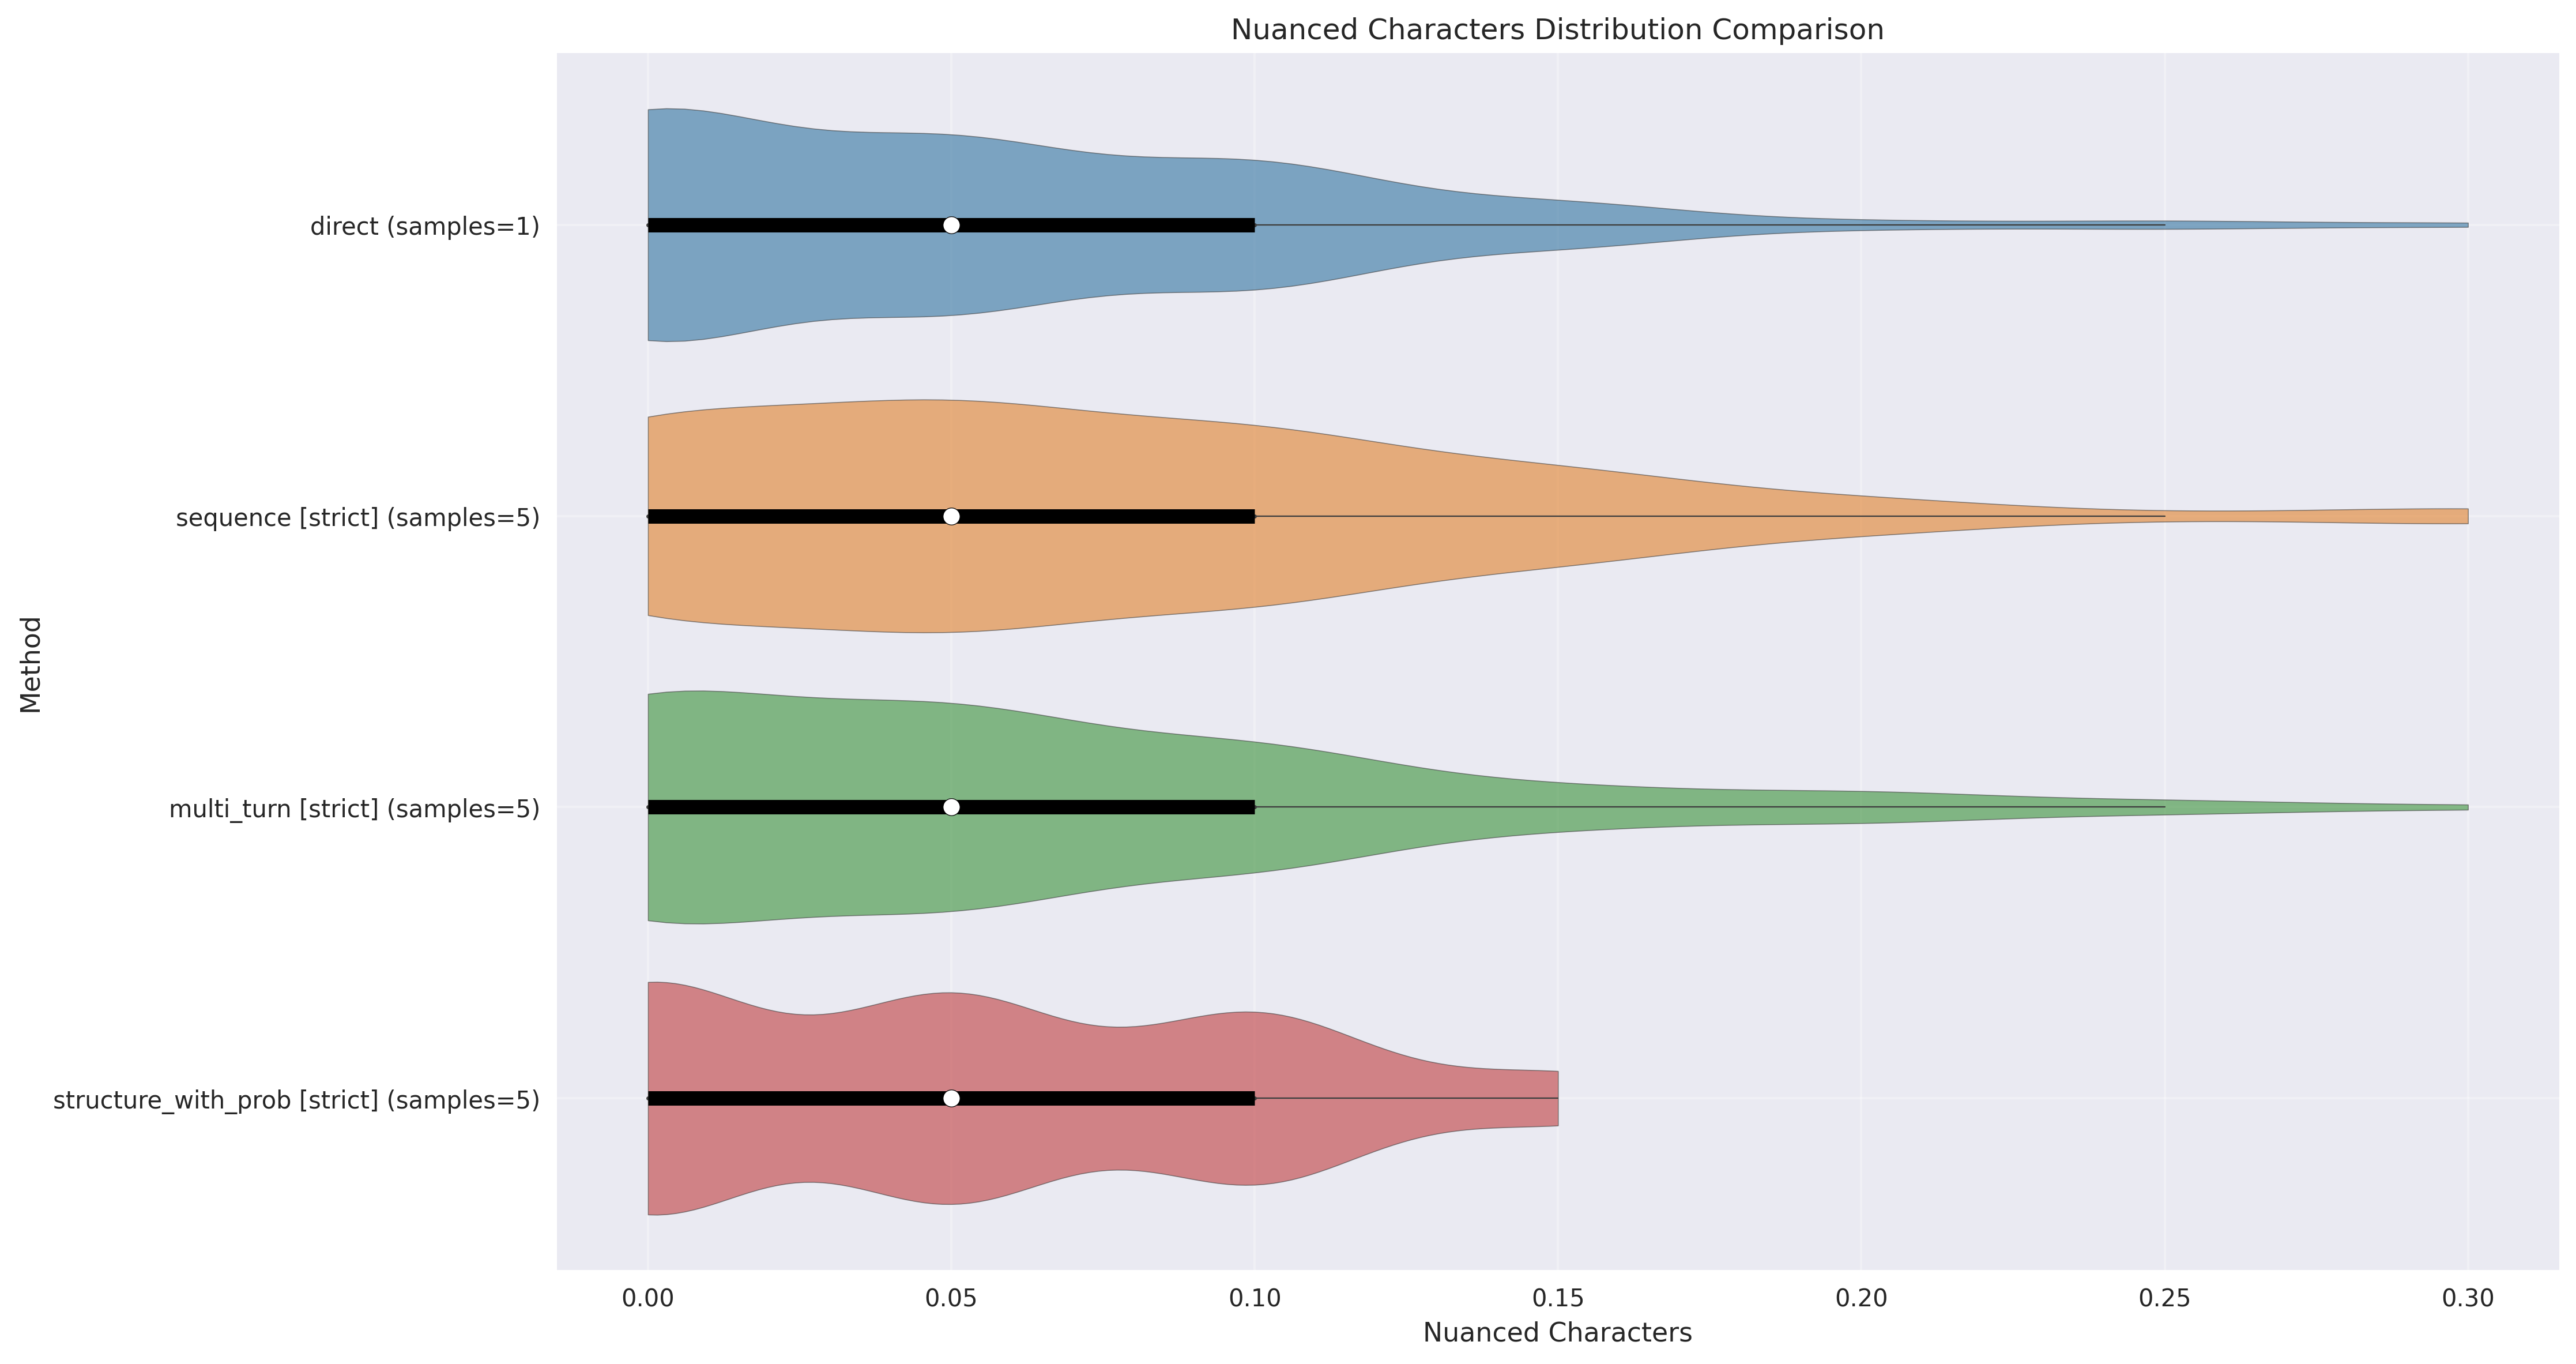 Nuanced Characters Distribution Comparison
direct (samples=1)
sequence [strict] (samples=5)
multi_turn [strict] (samples=5)
structure_with_prob [strict] (samples=5)
Method
0.00 0.05 0.10 0.15 0.20 0.25 0.30
Nuanced Characters